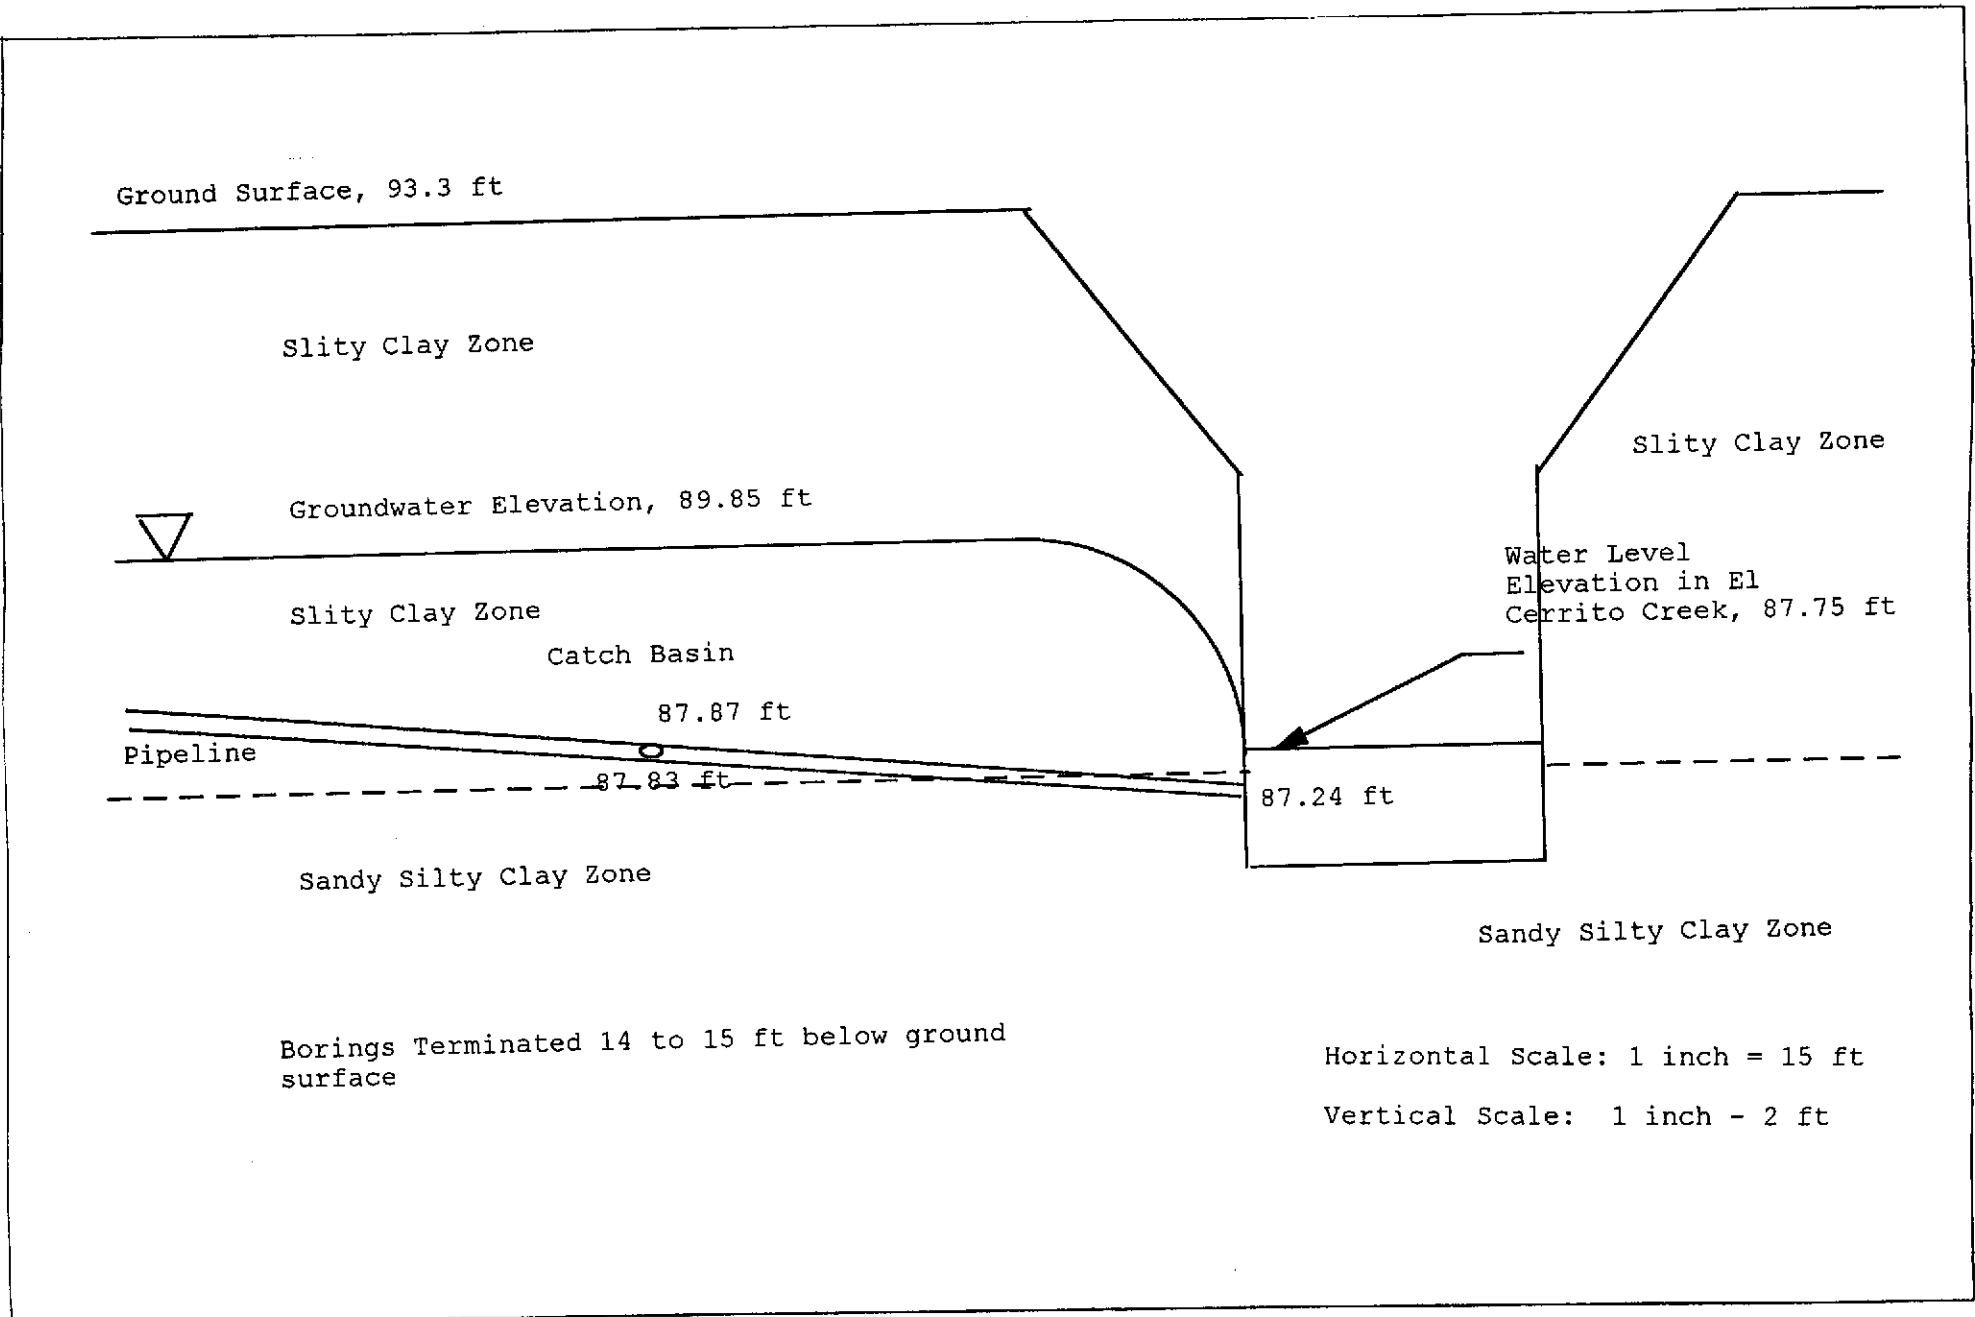 Ground Surface, 93.3 ft
Slity Clay Zone
Slity Clay Zone
Groundwater Elevation, 89.85 ft
Water Level
Elevation in El
Cerrito Creek, 87.75 ft
Slity Clay Zone
Catch Basin
87.87 ft
Pipeline
87.83 ft
87.24 ft
Sandy Silty Clay Zone
Sandy Silty Clay Zone
Borings Terminated 14 to 15 ft below ground
surface
Horizontal Scale: 1 inch = 15 ft
Vertical Scale: 1 inch - 2 ft